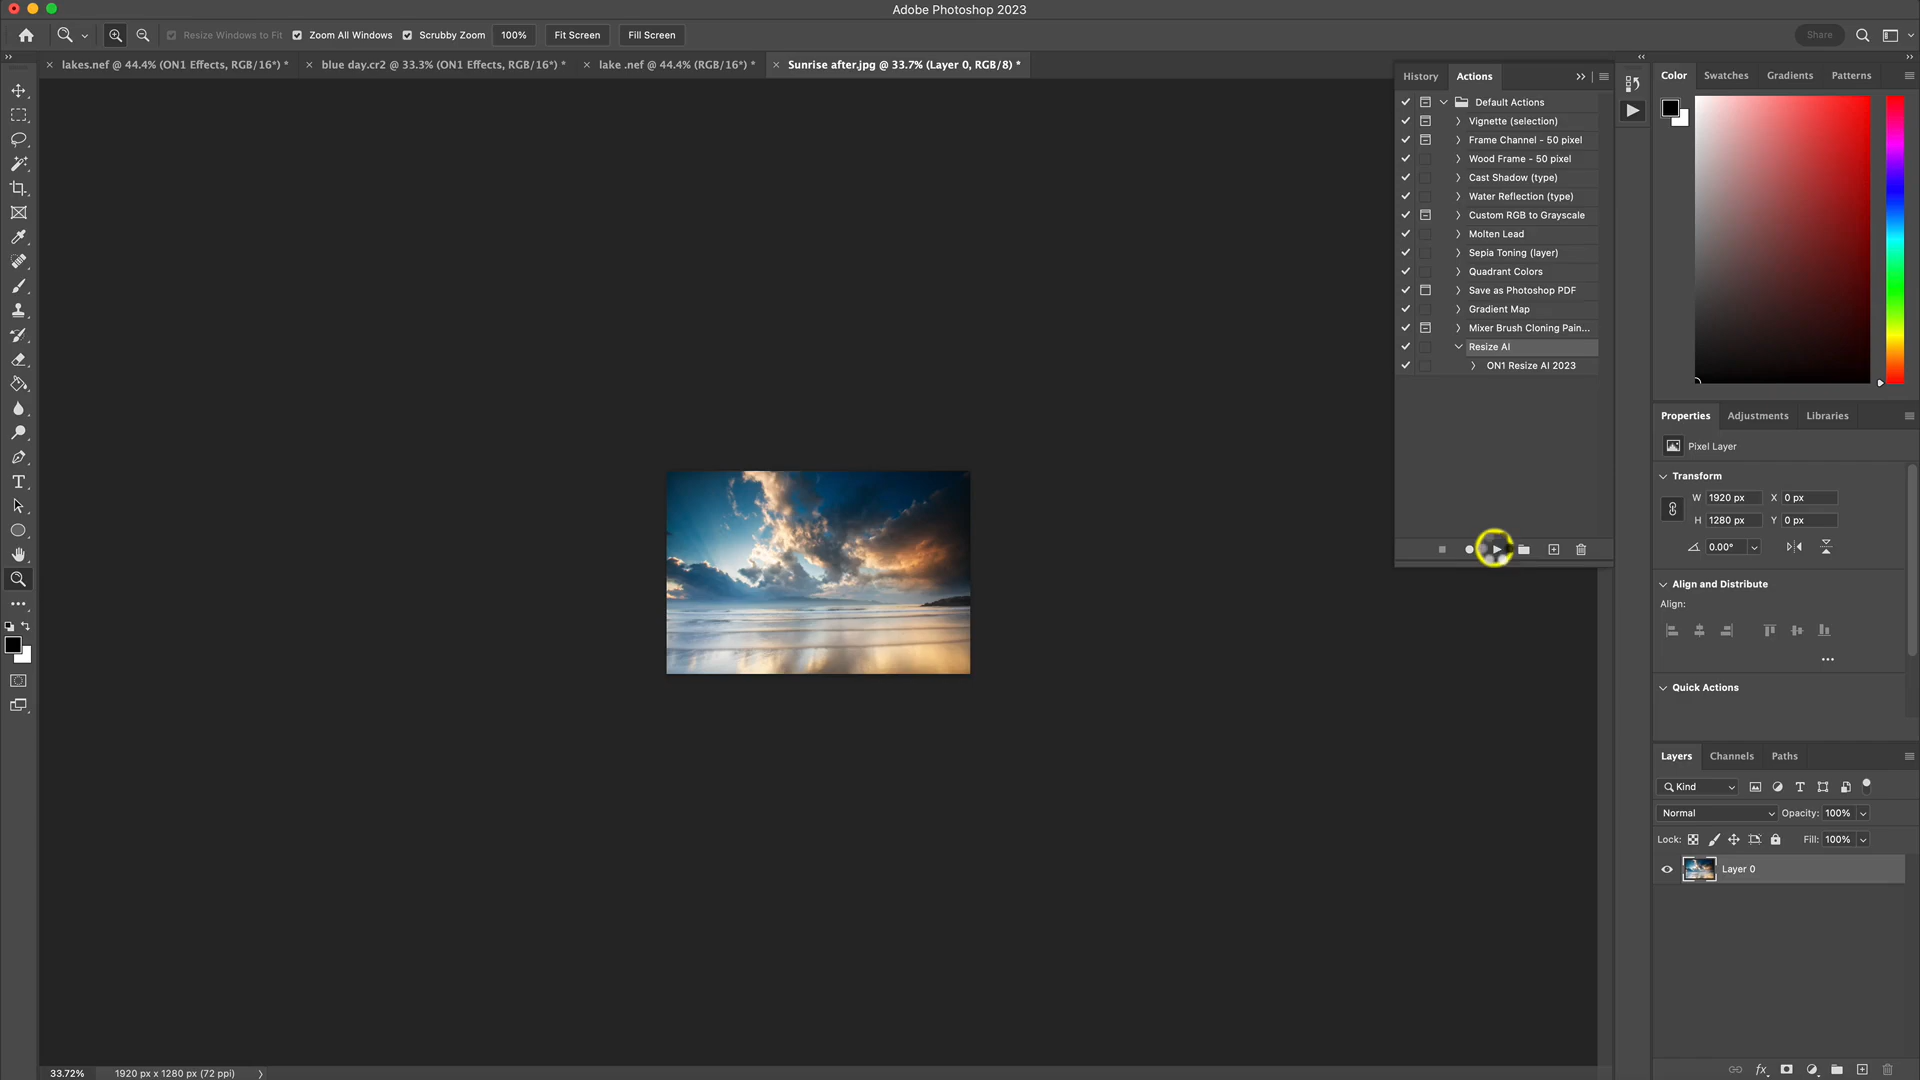 Adobe Photoshop 2023
Resize Windows to Fit Zoom All Windows Scrubby Zoom 100% Fit Screen Fill Screen Share
lakes.nef @ 44.4% (ON1 Effects, RGB/16*) * blue day.cr2 @ 33.3% (ON1 Effects, RGB/16*) * lake .nef @ 44.4% (RGB/16*) * Sunrise after.jpg @ 33.7% (Layer 0, RGB/8) *
History Actions
Default Actions
Vignette (selection)
Frame Channel - 50 pixel
Wood Frame - 50 pixel
Cast Shadow (type)
Water Reflection (type)
Custom RGB to Grayscale
Molten Lead
Sepia Toning (layer)
Quadrant Colors
Save as Photoshop PDF
Gradient Map
Mixer Brush Cloning Pain...
Resize AI
ON1 Resize AI 2023
Color Swatches Gradients Patterns
Properties Adjustments Libraries
Pixel Layer
Transform
W 1920 px X 0 px
H 1280 px Y 0 px
0.00°
Align and Distribute
Align:
Quick Actions
Layers Channels Paths
Kind
Normal Opacity: 100%
Lock: Fill: 100%
Layer 0
fx
33.72% 1920 px x 1280 px (72 ppi)